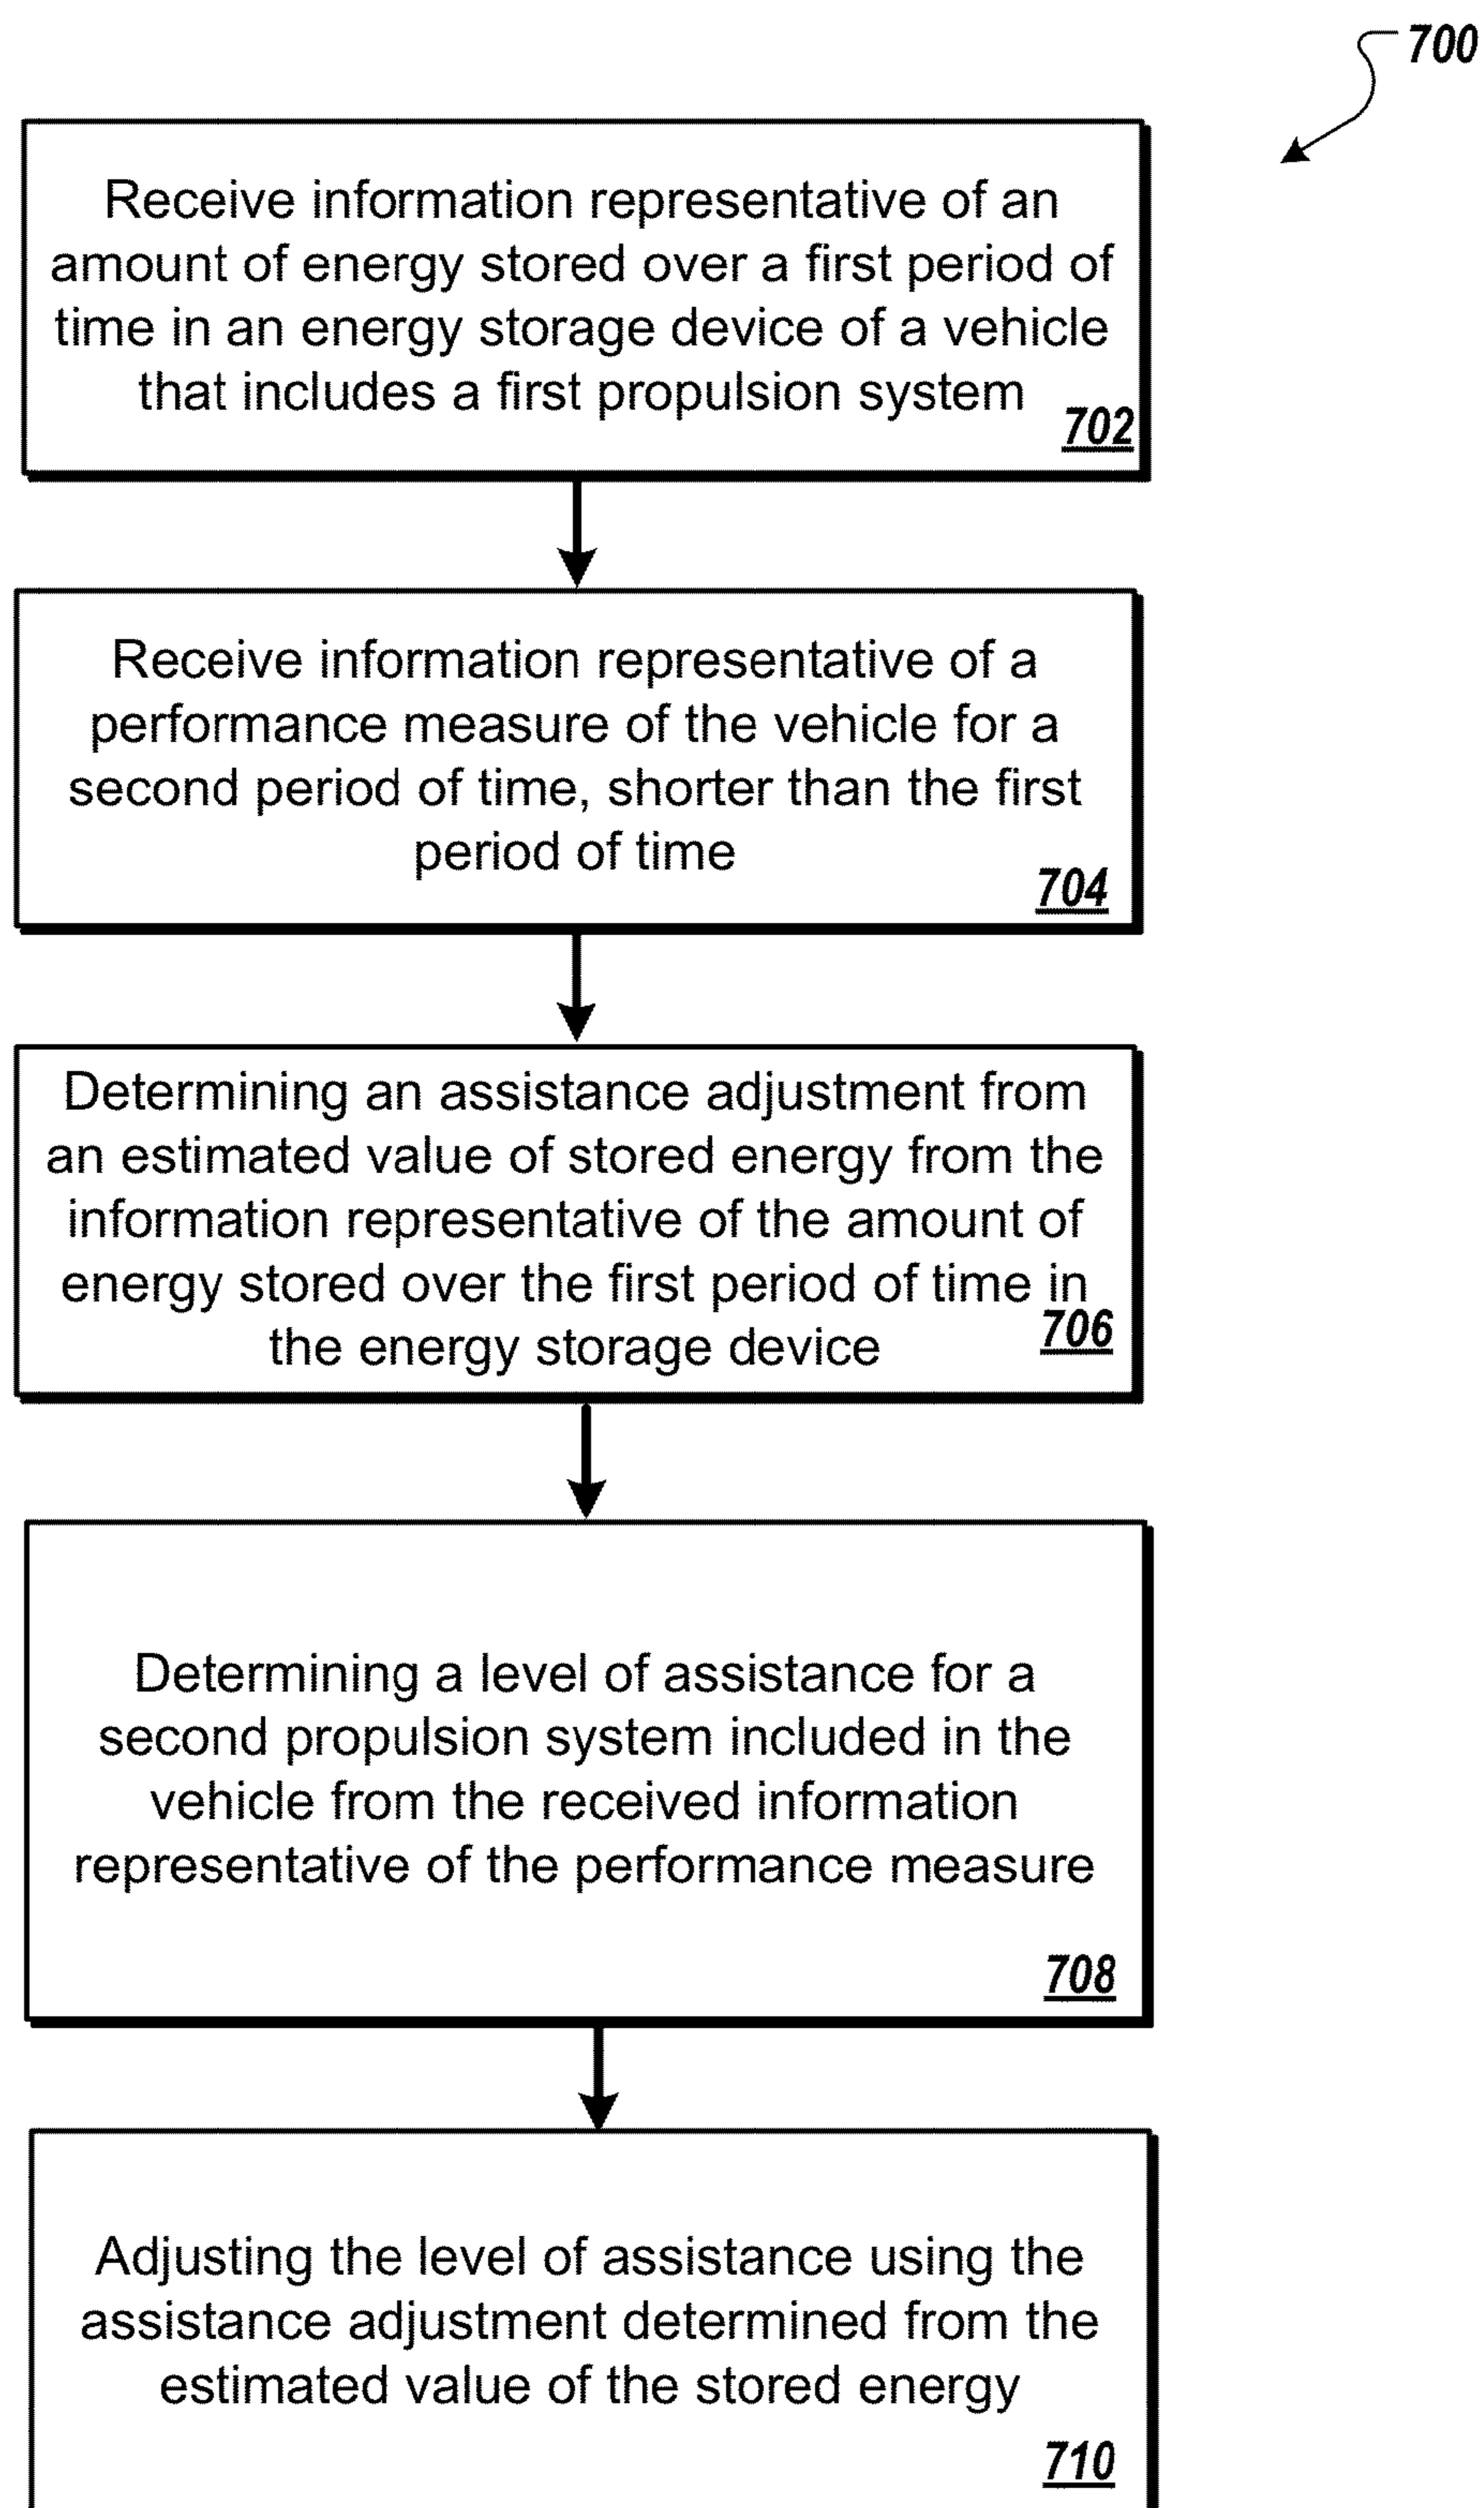 700
Receive information representative of an
amount of energy stored over a first period of
time in an energy storage device of a vehicle
that includes a first propulsion system
702
Receive information representative of a
performance measure of the vehicle for a
second period of time, shorter than the first
period of time
704
Determining an assistance adjustment from
an estimated value of stored energy from the
information representative of the amount of
energy stored over the first period of time in
the energy storage device
706
Determining a level of assistance for a
second propulsion system included in the
vehicle from the received information
representative of the performance measure
708
Adjusting the level of assistance using the
assistance adjustment determined from the
estimated value of the stored energy
710